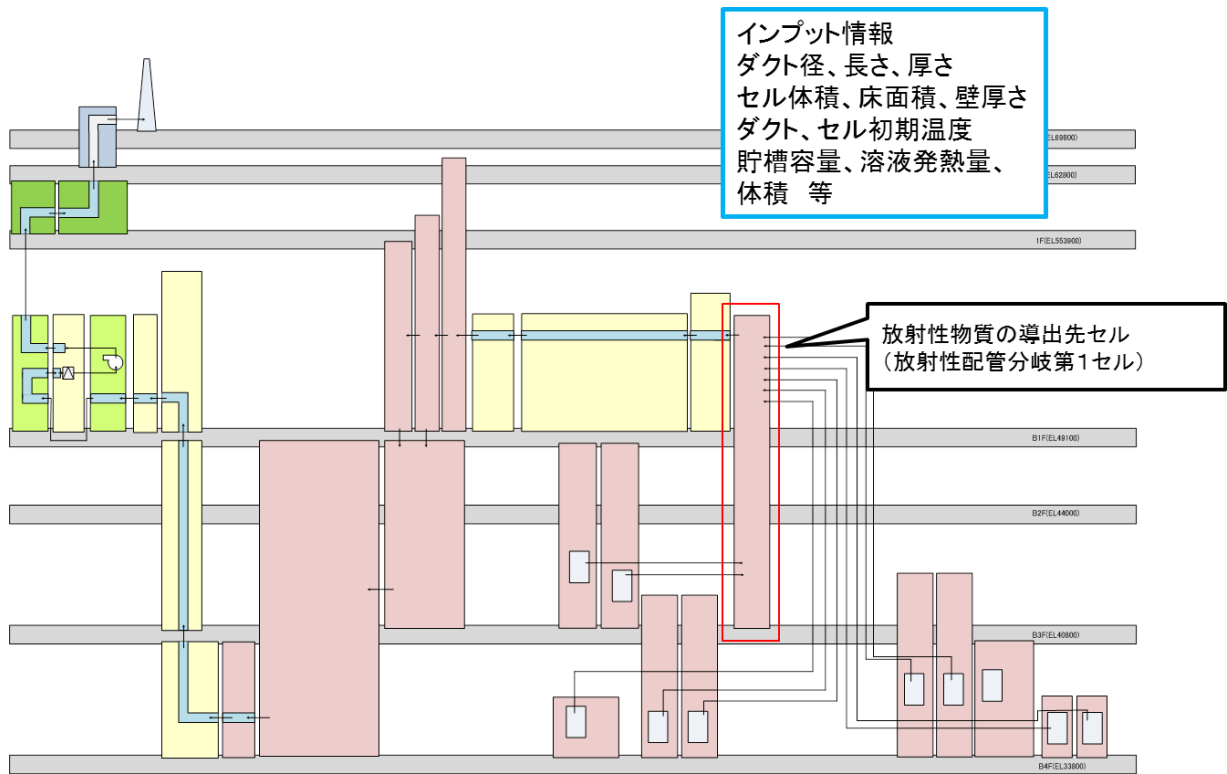 インプット情報
ダクト径、長さ、厚さ
セル体積、床面積、壁厚さ
ダクト、セル初期温度
貯槽容量、溶液発熱量、
体積 等
(EL69800)
(EL62800)
1F(EL553900)
放射性物質の導出先セル
(放射性配管分岐第1セル)
B1F(EL49100)
B2F(EL44000)
B3F(EL40800)
B4F(EL33800)